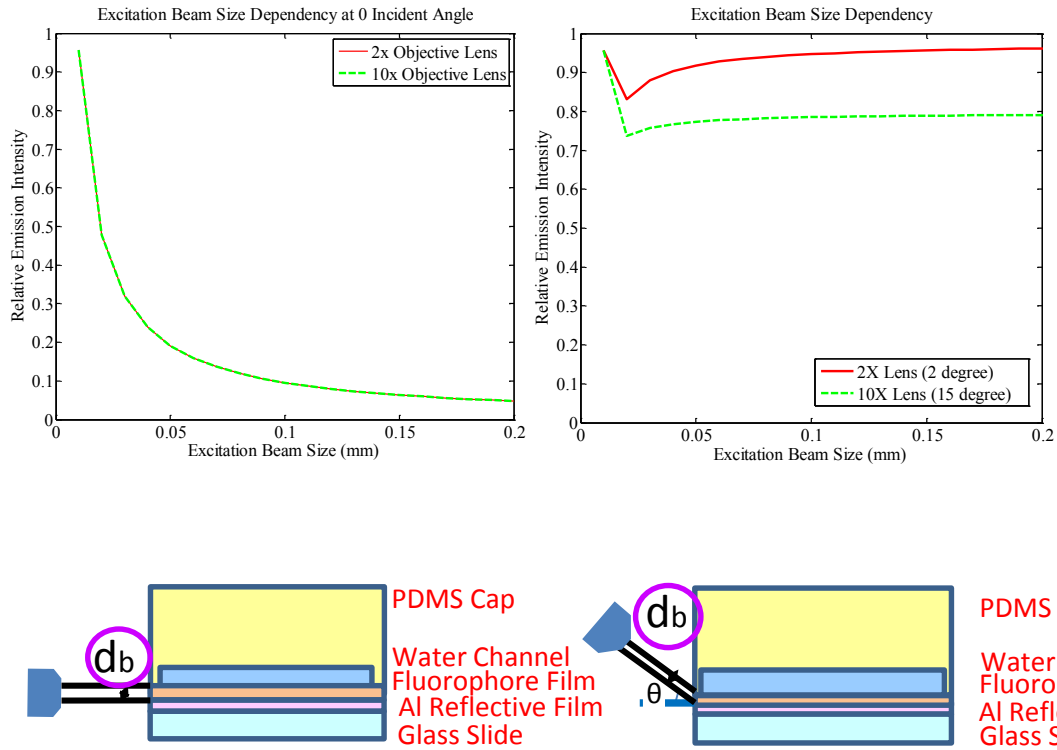 Excitation Beam Size Dependency at 0 Incident Angle
Relative Emission Intensity
1
0.9
0.8
0.7
0.6
0.5
0.4
0.3
0.2
0.1
0
0 0.05 0.1 0.15 0.2
Excitation Beam Size (mm)
2x Objective Lens
10x Objective Lens
Excitation Beam Size Dependency
Relative Emission Intensity
1
0.9
0.8
0.7
0.6
0.5
0.4
0.3
0.2
0.1
0
0 0.05 0.1 0.15 0.2
Excitation Beam Size (mm)
2X Lens (2 degree)
10X Lens (15 degree)
db
PDMS Cap
Water Channel
Fluorophore Film
Al Reflective Film
Glass Slide
db
θ
PDMS
Water
Fluoro
Al Refle
Glass S